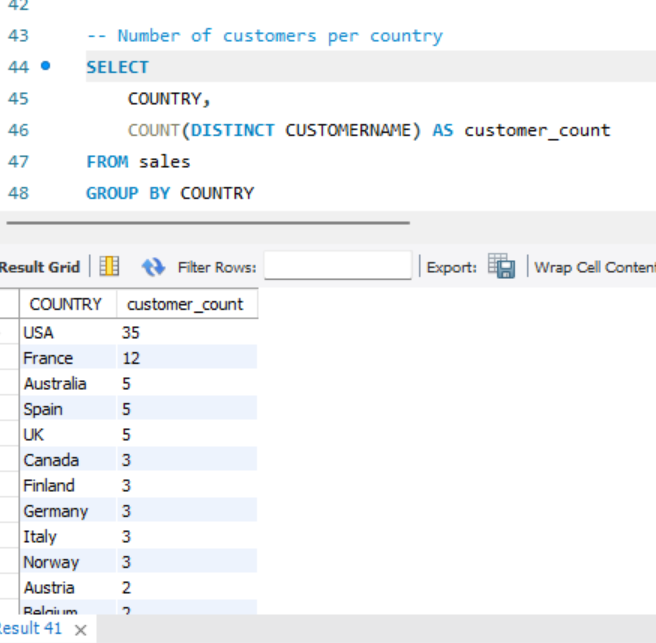 42
43 -- Number of customers per country
44 SELECT
45 COUNTRY,
46 COUNT(DISTINCT CUSTOMERNAME) AS customer_count
47 FROM sales
48 GROUP BY COUNTRY
Result Grid Filter Rows: Export: Wrap Cell Content
COUNTRY customer_count
USA 35
France 12
Australia 5
Spain 5
UK 5
Canada 3
Finland 3
Germany 3
Italy 3
Norway 3
Austria 2
Belgium 2
Result 41